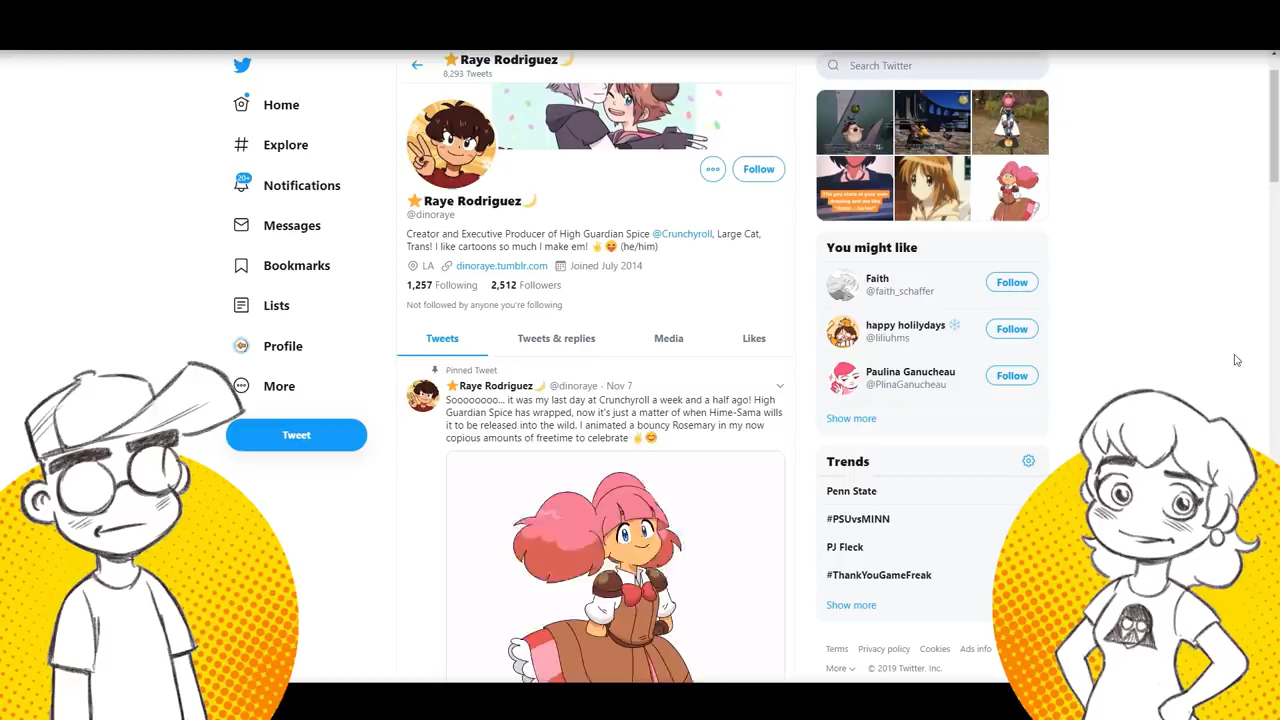 ⭐Raye Rodriguez🌙
8,293 Tweets
Search Twitter
Home
Explore
20+
Notifications
Messages
Bookmarks
Lists
Profile
More
Tweet
Follow
⭐Raye Rodriguez🌙
@dinoraye
Creator and Executive Producer of High Guardian Spice @Crunchyroll, Large Cat,
Trans! I like cartoons so much I make em! ✌😝 (he/him)
LA dinoraye.tumblr.com Joined July 2014
1,257 Following 2,512 Followers
Not followed by anyone you're following
Tweets Tweets & replies Media Likes
Pinned Tweet
⭐Raye Rodriguez🌙 @dinoraye · Nov 7
Soooooooo... it was my last day at Crunchyroll a week and a half ago! High
Guardian Spice has wrapped, now it's just a matter of when Hime-Sama wills
it to be released into the wild. I animated a bouncy Rosemary in my now
copious amounts of freetime to celebrate ✌😊
You might like
Faith
@faith_schaffer
Follow
happy holilydays ❄
@liliuhms
Follow
Paulina Ganucheau
@PlinaGanucheau
Follow
Show more
Trends
Penn State
#PSUvsMINN
PJ Fleck
#ThankYouGameFreak
Show more
Terms Privacy policy Cookies Ads info
More © 2019 Twitter, Inc.